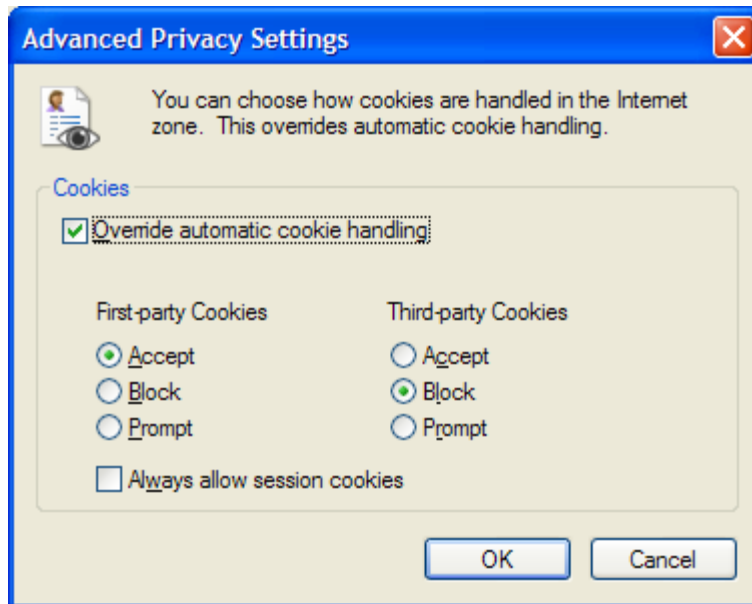 Advanced Privacy Settings
You can choose how cookies are handled in the Internet
zone.  This overrides automatic cookie handling.
Cookies
Override automatic cookie handling
First-party Cookies Third-party Cookies
Accept Accept
Block Block
Prompt Prompt
Always allow session cookies
OK Cancel